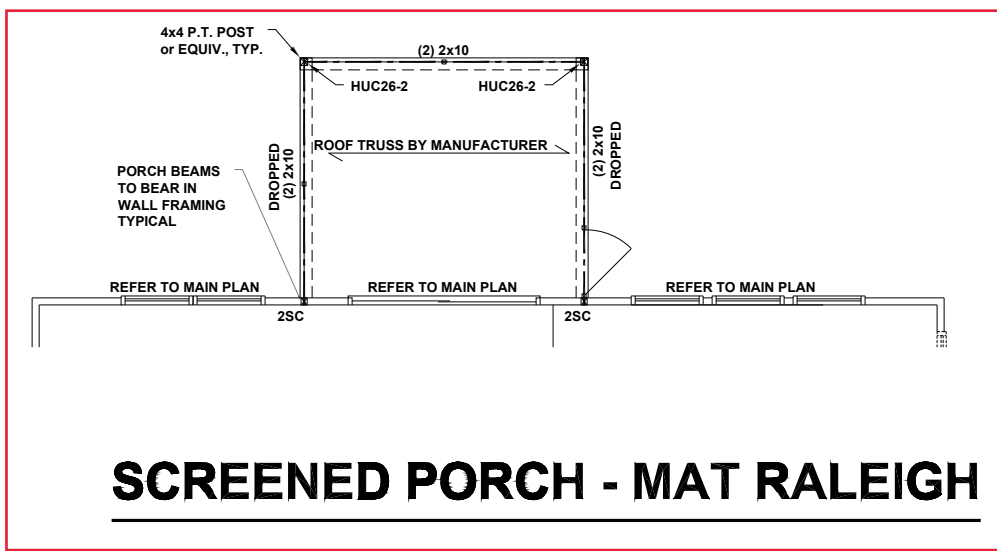 4x4 P.T. POST
or EQUIV., TYP.
(2) 2x10
HUC26-2
HUC26-2
ROOF TRUSS BY MANUFACTURER
DROPPED
(2) 2x10
(2) 2x10
DROPPED
PORCH BEAMS
TO BEAR IN
WALL FRAMING
TYPICAL
REFER TO MAIN PLAN
REFER TO MAIN PLAN
REFER TO MAIN PLAN
2SC
2SC
SCREENED PORCH - MAT RALEIGH